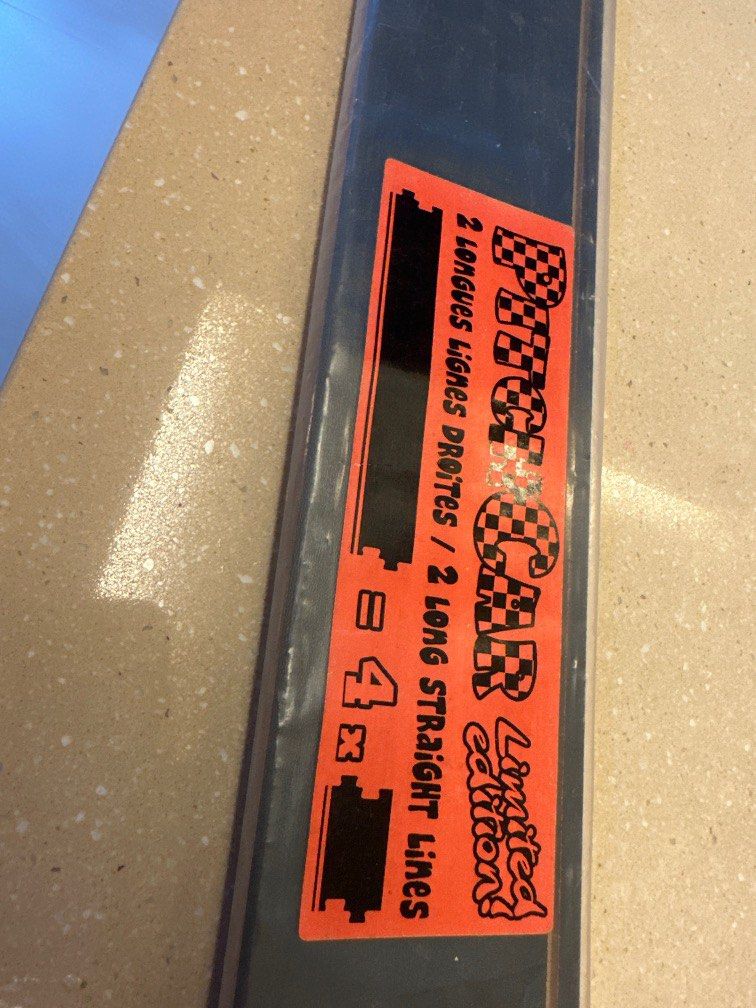 PitchCar Limited
edition!
2 LONGUES LiGNES DROiTES / 2 LONG STRAiGHT LiNES
= 4 x